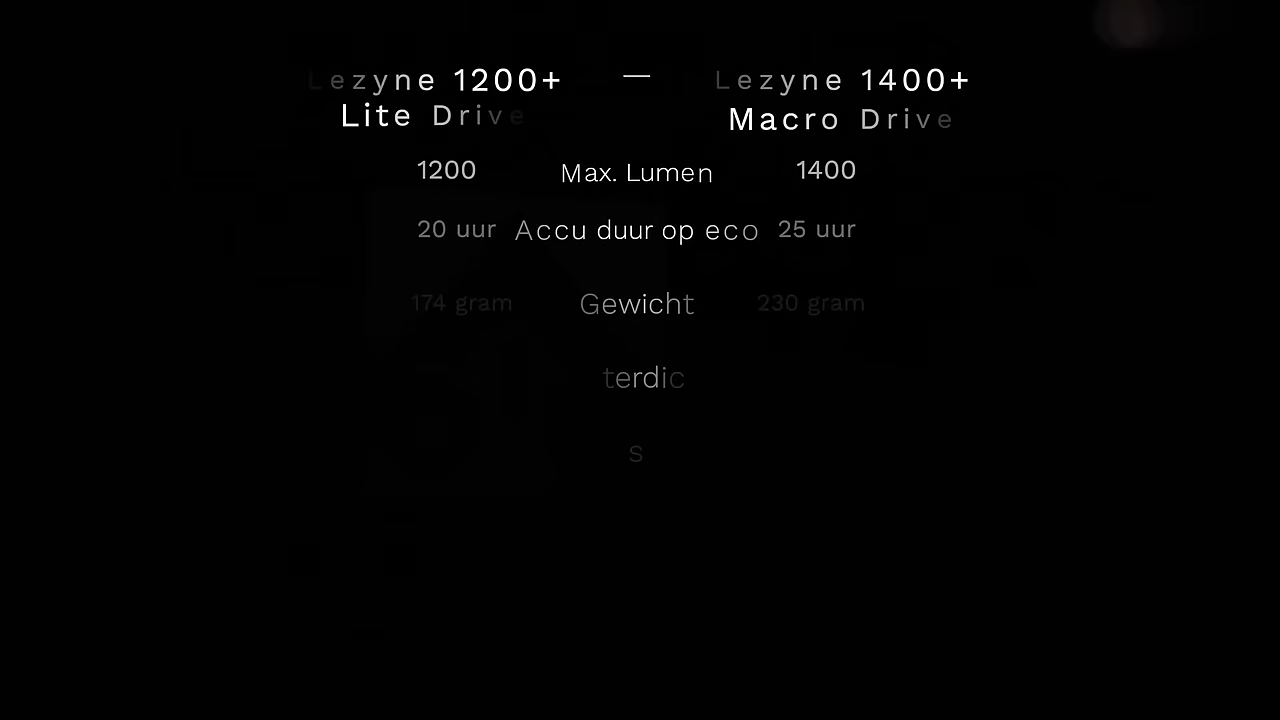 Lezyne 1200+ — Lezyne 1400+
Lite Drive Macro Drive
1200 Max. Lumen 1400
20 uur Accu duur op eco 25 uur
174 gram Gewicht 230 gram
terdic
s